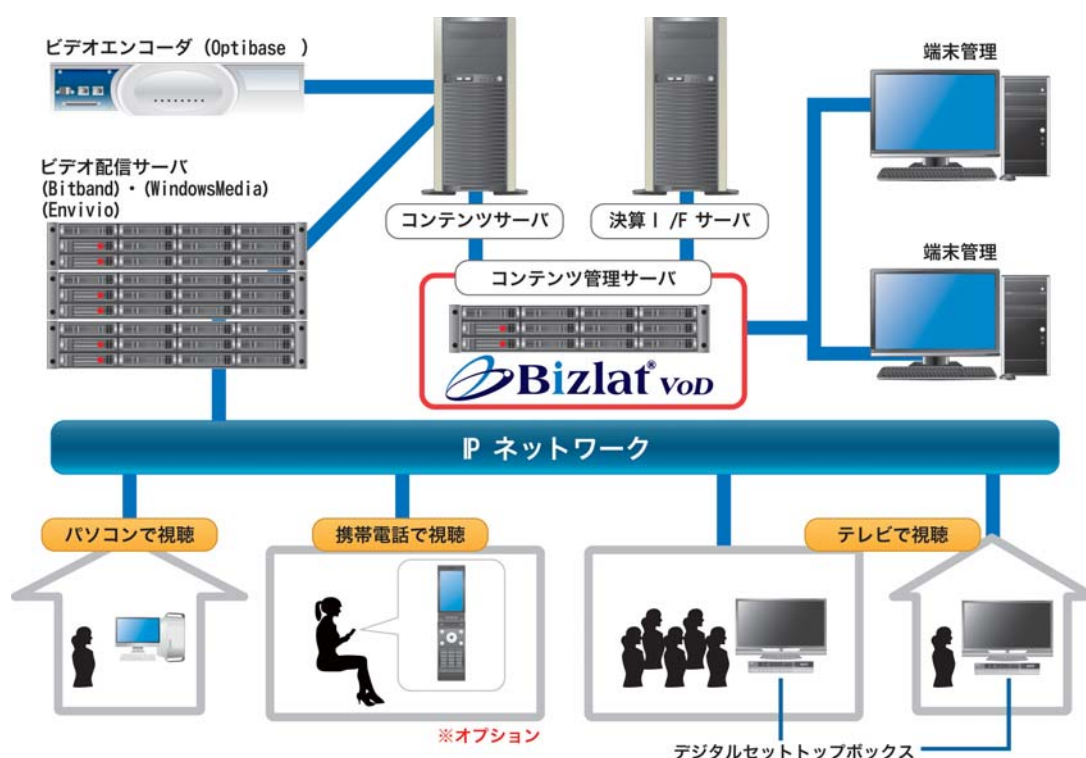 ビデオエンコーダ (Optibase )
ビデオ配信サーバ
(Bitband)・(WindowsMedia)
(Envivio)
コンテンツサーバ
決算I /F サーバ
端末管理
端末管理
コンテンツ管理サーバ
Bizlat® VoD
IP ネットワーク
パソコンで視聴
携帯電話で視聴
テレビで視聴
※オプション
デジタルセットトップボックス